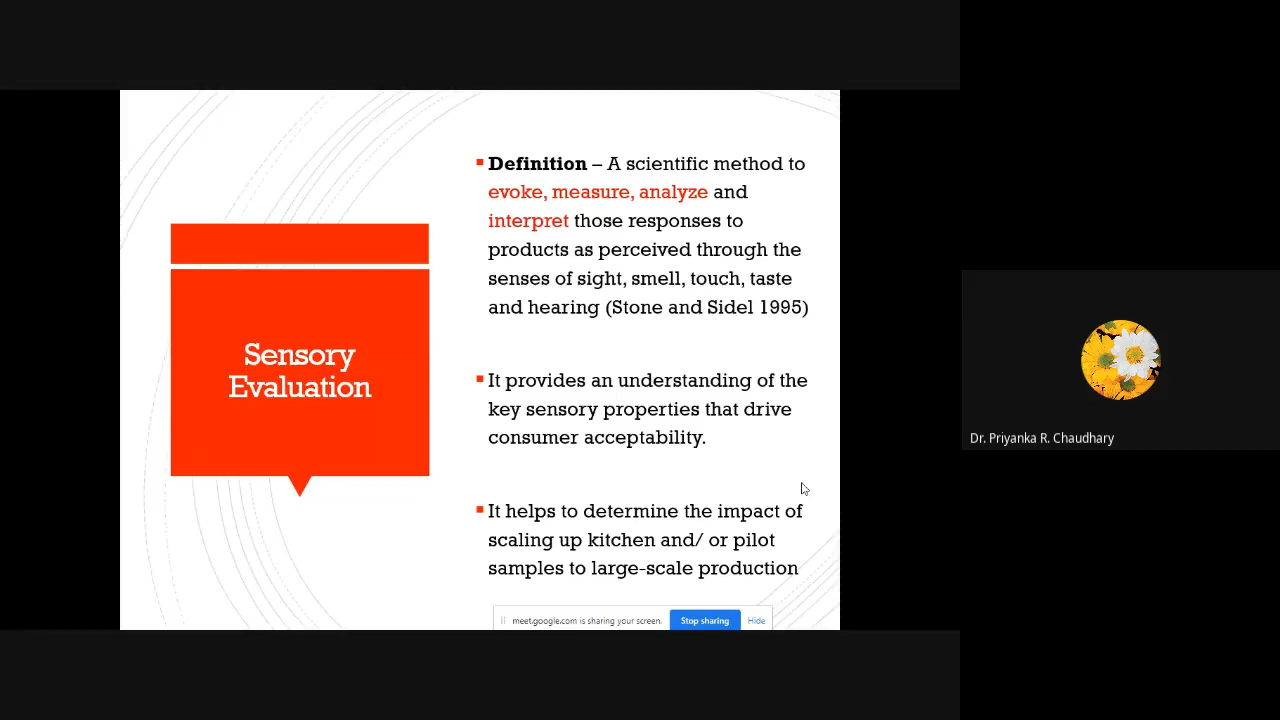 Sensory
Evaluation
Definition – A scientific method to
evoke, measure, analyze and
interpret those responses to
products as perceived through the
senses of sight, smell, touch, taste
and hearing (Stone and Sidel 1995)
It provides an understanding of the
key sensory properties that drive
consumer acceptability.
It helps to determine the impact of
scaling up kitchen and/ or pilot
samples to large-scale production
meet.google.com is sharing your screen. Stop sharing Hide
Dr. Priyanka R. Chaudhary